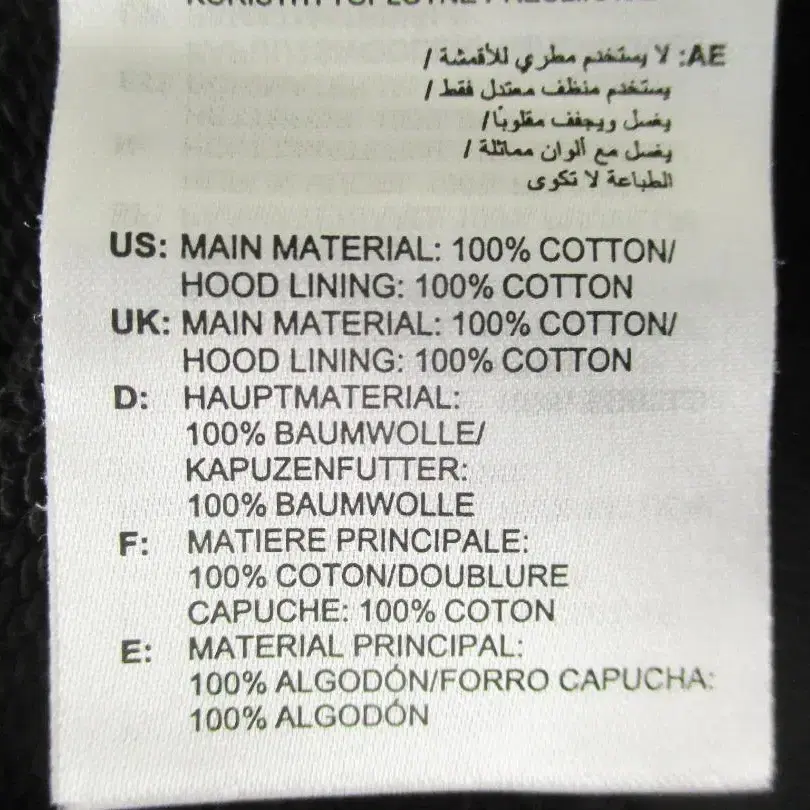 AE: لا يستخدم مطري للأقمشة /
يستخدم منظف معتدل فقط /
يغسل ويجفف مقلوبًا/
يغسل مع ألوان مماثلة /
الطباعة لا تكوى
US: MAIN MATERIAL: 100% COTTON/
HOOD LINING: 100% COTTON
UK: MAIN MATERIAL: 100% COTTON/
HOOD LINING: 100% COTTON
D: HAUPTMATERIAL:
100% BAUMWOLLE/
KAPUZENFUTTER:
100% BAUMWOLLE
F: MATIERE PRINCIPALE:
100% COTON/DOUBLURE
CAPUCHE: 100% COTON
E: MATERIAL PRINCIPAL:
100% ALGODÓN/FORRO CAPUCHA:
100% ALGODÓN